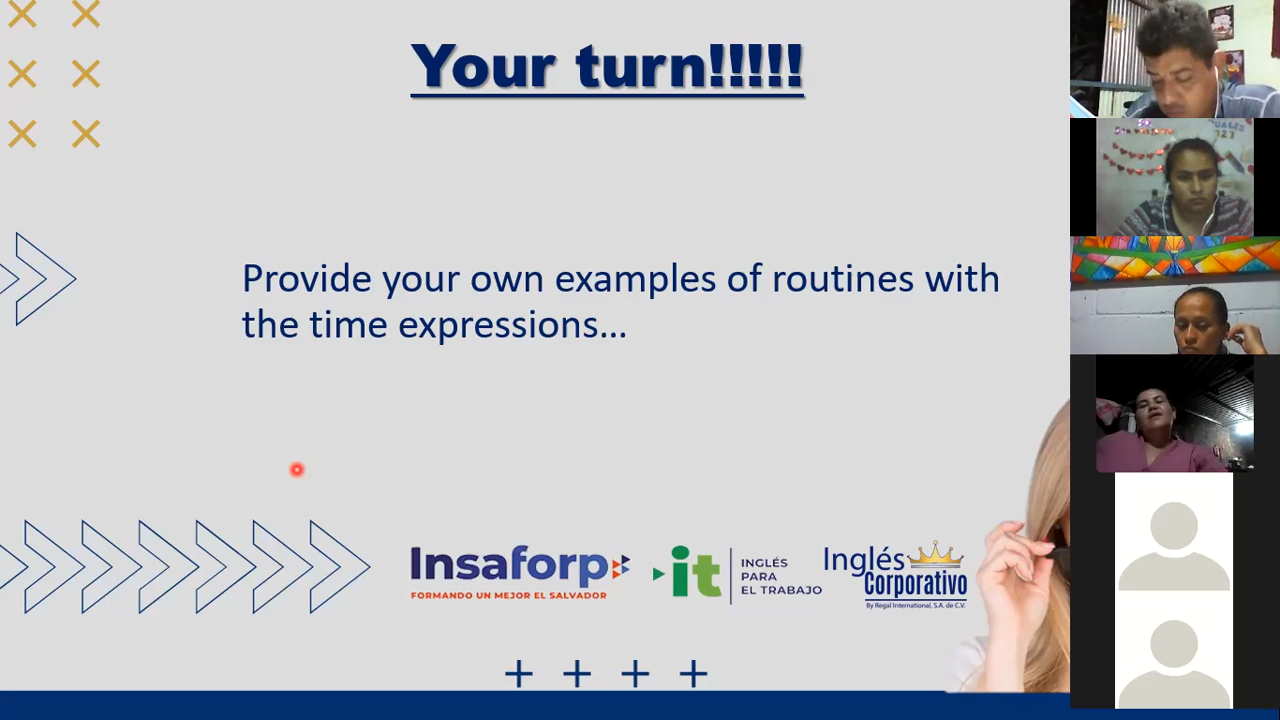 Your turn!!!!!
Provide your own examples of routines with
the time expressions...
Insaforp
FORMANDO UN MEJOR EL SALVADOR
it
INGLÉS
PARA
EL TRABAJO
Inglés
Corporativo
By Regal International, S.A. de C.V.